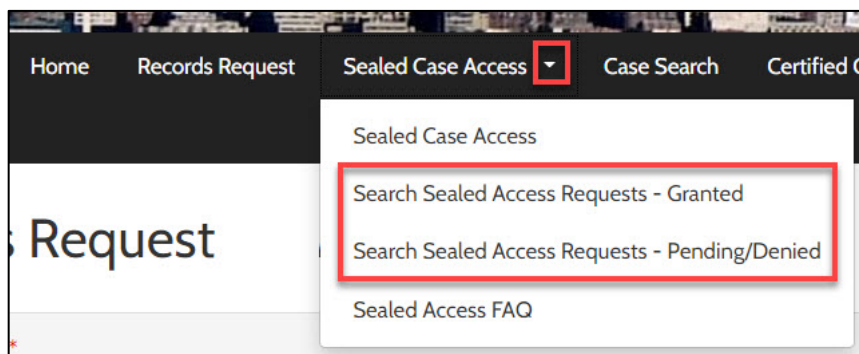 Home Records Request Sealed Case Access Case Search Certified
Sealed Case Access
Search Sealed Access Requests - Granted
Request
Search Sealed Access Requests - Pending/Denied
Sealed Access FAQ
*